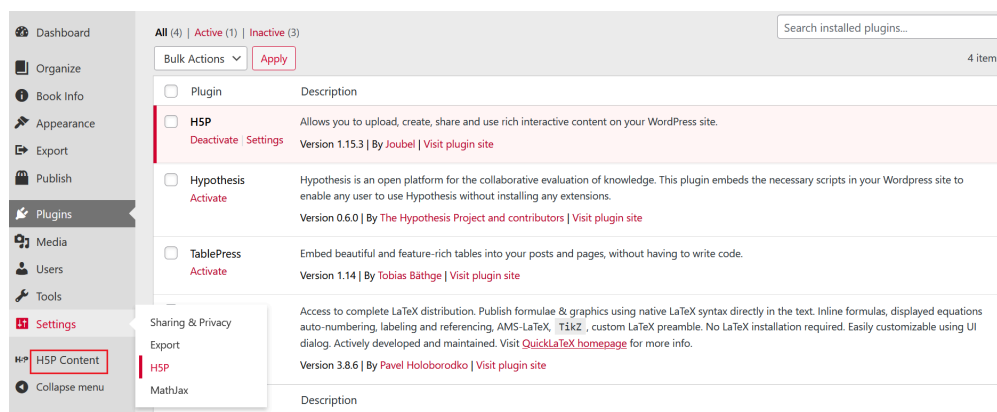 Dashboard
Organize
Book Info
Appearance
Export
Publish
Plugins
Media
Users
Tools
Settings
H5P H5P Content
Collapse menu
Sharing & Privacy
Export
H5P
MathJax
All (4) | Active (1) | Inactive (3)
Search installed plugins...
Bulk Actions Apply
4 item
Plugin Description
H5P
Deactivate | Settings
Allows you to upload, create, share and use rich interactive content on your WordPress site.
Version 1.15.3 | By Joubel | Visit plugin site
Hypothesis
Activate
Hypothesis is an open platform for the collaborative evaluation of knowledge. This plugin embeds the necessary scripts in your Wordpress site to
enable any user to use Hypothesis without installing any extensions.
Version 0.6.0 | By The Hypothesis Project and contributors | Visit plugin site
TablePress
Activate
Embed beautiful and feature-rich tables into your posts and pages, without having to write code.
Version 1.14 | By Tobias Bäthge | Visit plugin site
Access to complete LaTeX distribution. Publish formulae & graphics using native LaTeX syntax directly in the text. Inline formulas, displayed equations
auto-numbering, labeling and referencing, AMS-LaTeX, TikZ, custom LaTeX preamble. No LaTeX installation required. Easily customizable using UI
dialog. Actively developed and maintained. Visit QuickLaTeX homepage for more info.
Version 3.8.6 | By Pavel Holoborodko | Visit plugin site
Description